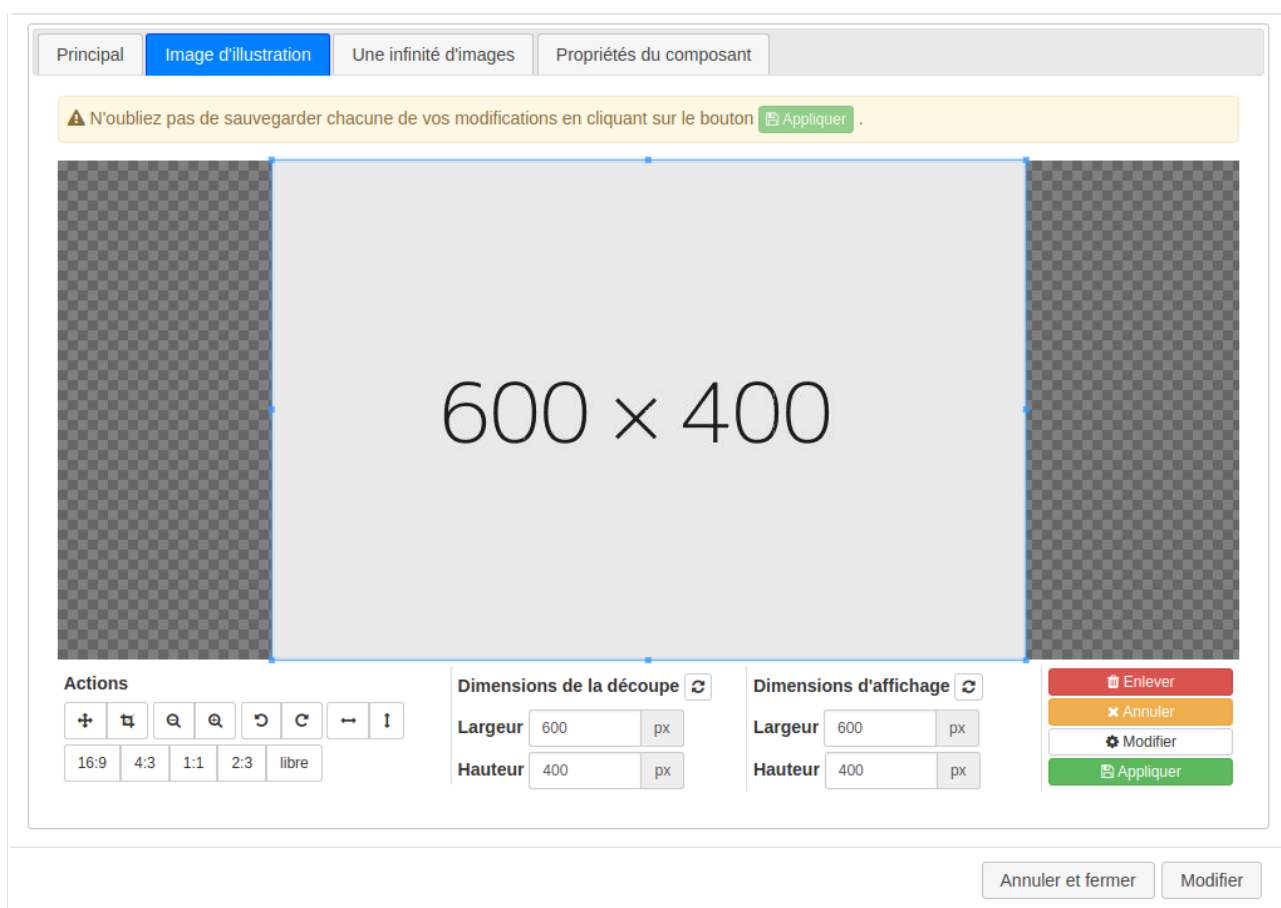 Principal Image d'illustration Une infinité d'images Propriétés du composant
N'oubliez pas de sauvegarder chacune de vos modifications en cliquant sur le bouton Appliquer .
600 × 400
Actions
16:9 4:3 1:1 2:3 libre
Dimensions de la découpe
Largeur 600 px
Hauteur 400 px
Dimensions d'affichage
Largeur 600 px
Hauteur 400 px
Enlever
Annuler
Modifier
Appliquer
Annuler et fermer Modifier